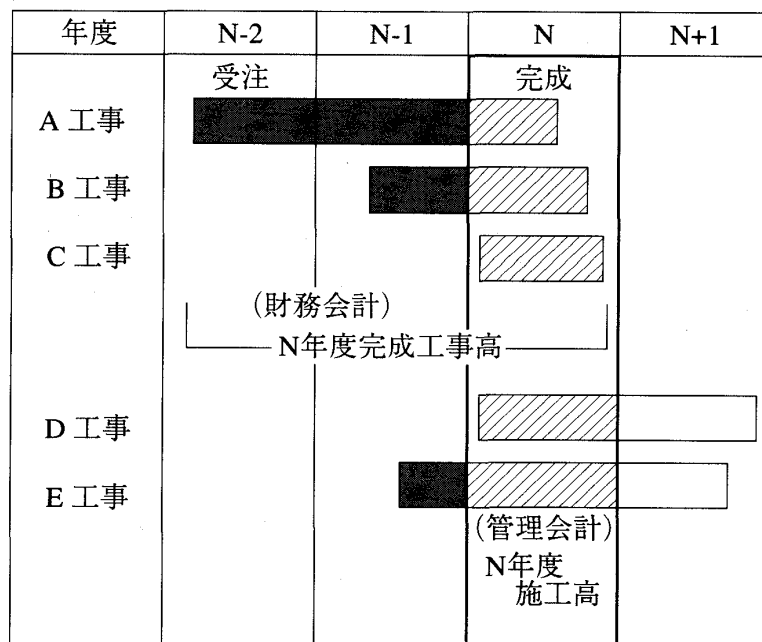 年度 N-2 N-1 N N+1
受注 完成
A 工事
B 工事
C 工事
(財務会計)
N年度完成工事高
D 工事
E 工事
(管理会計)
N年度
施工高